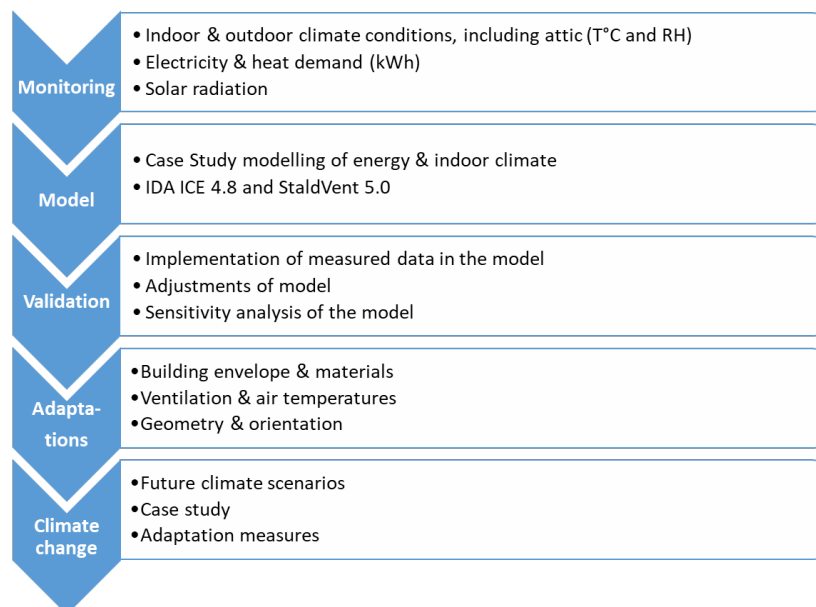 Monitoring
• Indoor & outdoor climate conditions, including attic (T°C and RH)
• Electricity & heat demand (kWh)
• Solar radiation
Model
• Case Study modelling of energy & indoor climate
• IDA ICE 4.8 and StaldVent 5.0
Validation
• Implementation of measured data in the model
• Adjustments of model
• Sensitivity analysis of the model
Adapta-
tions
•Building envelope & materials
•Ventilation & air temperatures
•Geometry & orientation
Climate
change
•Future climate scenarios
•Case study
•Adaptation measures